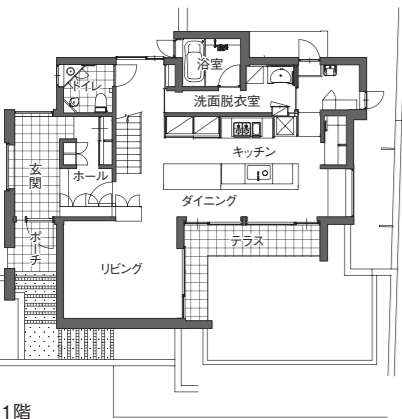 浴室
トイレ
洗面脱衣室
キッチン
玄関
ホール
ダイニング
ポーチ
テラス
リビング
1階